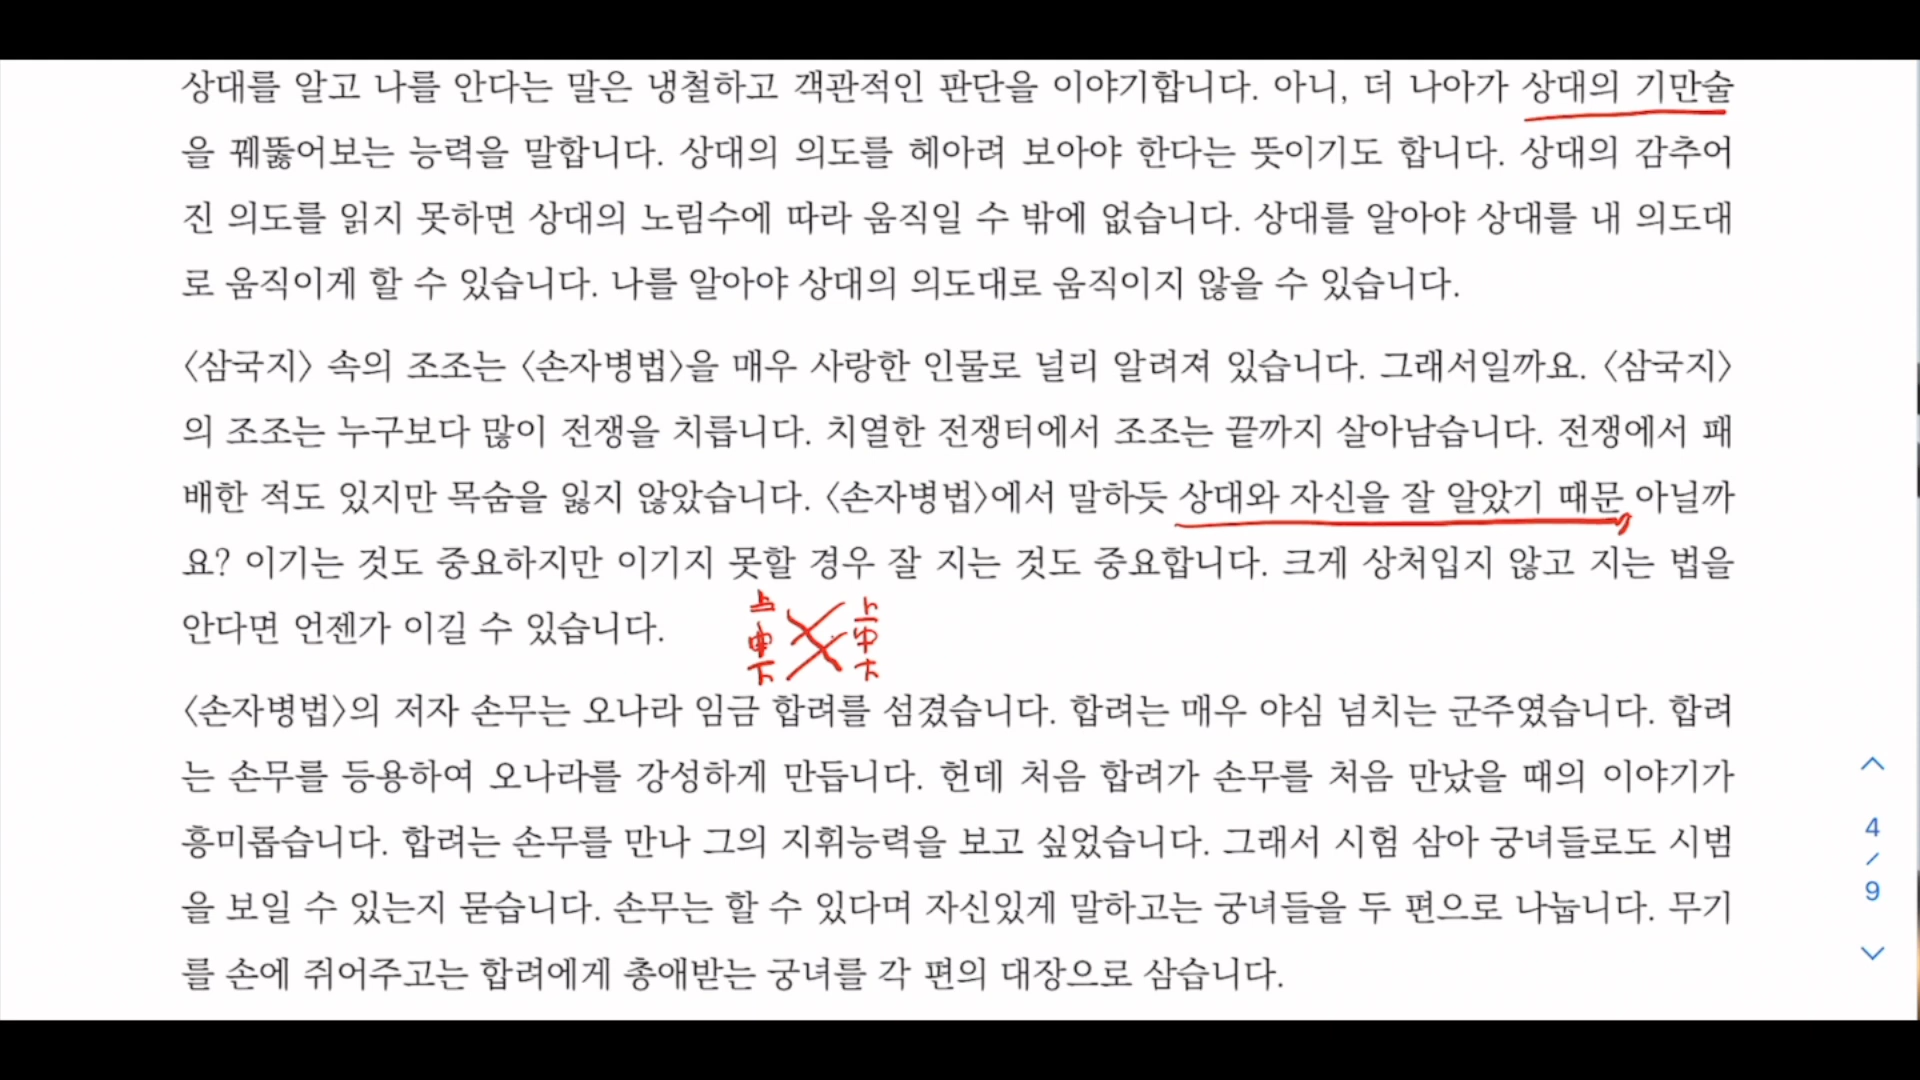 상대를 알고 나를 안다는 말은 냉철하고 객관적인 판단을 이야기합니다. 아니, 더 나아가 상대의 기만술
을 꿰뚫어보는 능력을 말합니다. 상대의 의도를 헤아려 보아야 한다는 뜻이기도 합니다. 상대의 감추어
진 의도를 읽지 못하면 상대의 노림수에 따라 움직일 수 밖에 없습니다. 상대를 알아야 상대를 내 의도대
로 움직이게 할 수 있습니다. 나를 알아야 상대의 의도대로 움직이지 않을 수 있습니다.
〈삼국지〉 속의 조조는 〈손자병법〉을 매우 사랑한 인물로 널리 알려져 있습니다. 그래서일까요. 〈삼국지〉
의 조조는 누구보다 많이 전쟁을 치릅니다. 치열한 전쟁터에서 조조는 끝까지 살아남습니다. 전쟁에서 패
배한 적도 있지만 목숨을 잃지 않았습니다. 〈손자병법〉에서 말하듯 상대와 자신을 잘 알았기 때문 아닐까
요? 이기는 것도 중요하지만 이기지 못할 경우 잘 지는 것도 중요합니다. 크게 상처입지 않고 지는 법을
안다면 언젠가 이길 수 있습니다.
上 上
中 中
下 下
〈손자병법〉의 저자 손무는 오나라 임금 합려를 섬겼습니다. 합려는 매우 야심 넘치는 군주였습니다. 합려
는 손무를 등용하여 오나라를 강성하게 만듭니다. 헌데 처음 합려가 손무를 처음 만났을 때의 이야기가
흥미롭습니다. 합려는 손무를 만나 그의 지휘능력을 보고 싶었습니다. 그래서 시험 삼아 궁녀들로도 시범
을 보일 수 있는지 묻습니다. 손무는 할 수 있다며 자신있게 말하고는 궁녀들을 두 편으로 나눕니다. 무기
를 손에 쥐어주고는 합려에게 총애받는 궁녀를 각 편의 대장으로 삼습니다.
4
/
9